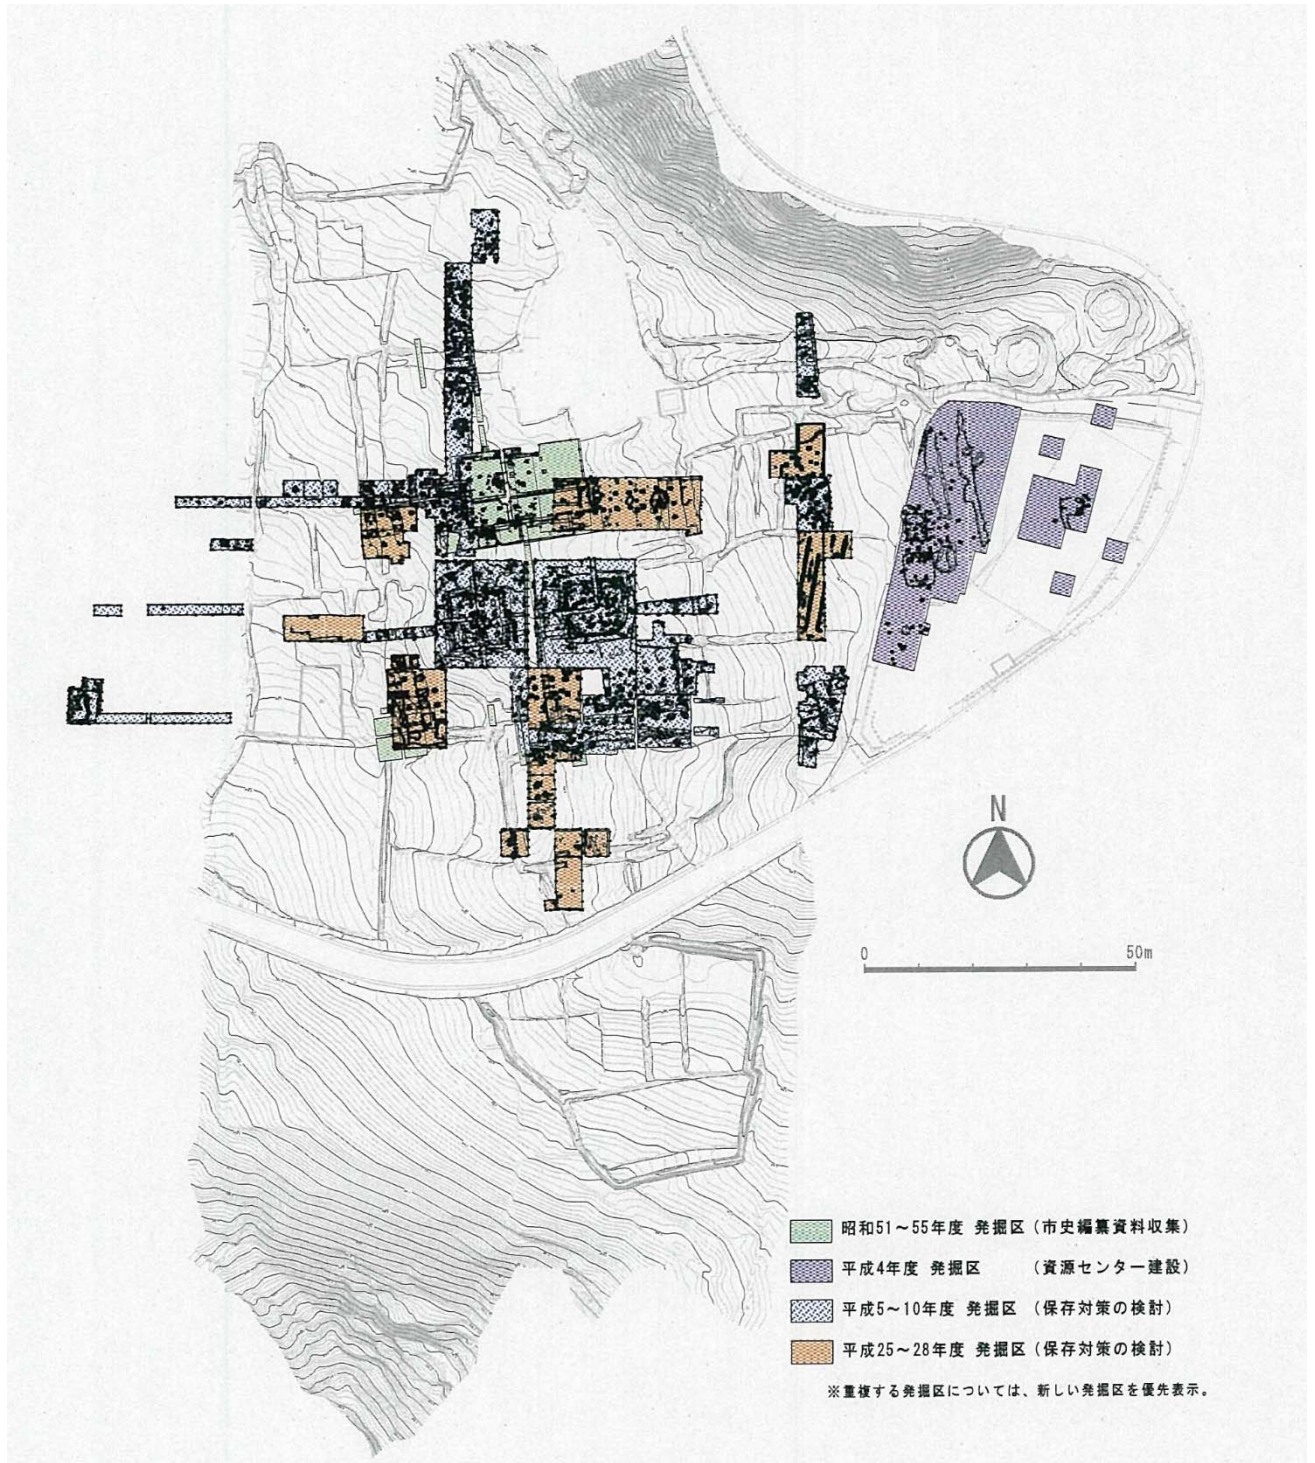 N
0 50m
昭和51～55年度 発掘区 (市史編纂資料収集)
平成4年度 発掘区 (資源センター建設)
平成5～10年度 発掘区 (保存対策の検討)
平成25～28年度 発掘区 (保存対策の検討)
※重複する発掘区については、新しい発掘区を優先表示。